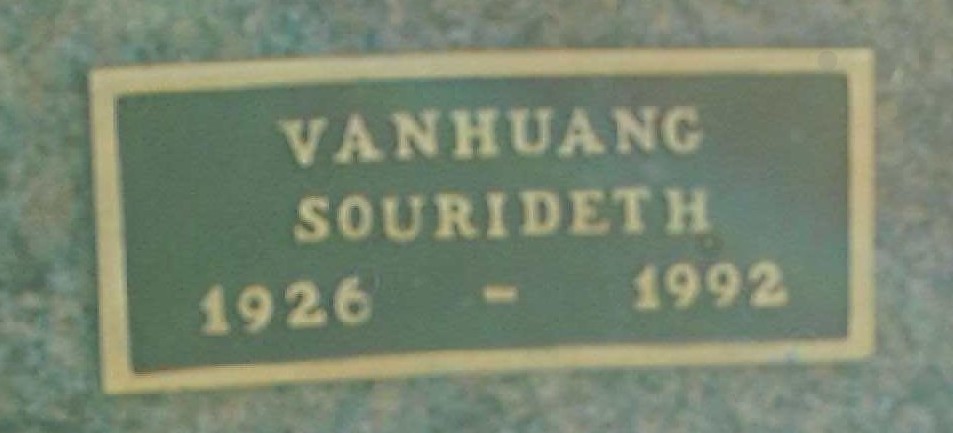 VANHUANG
SOURIDETH
1926 - 1992